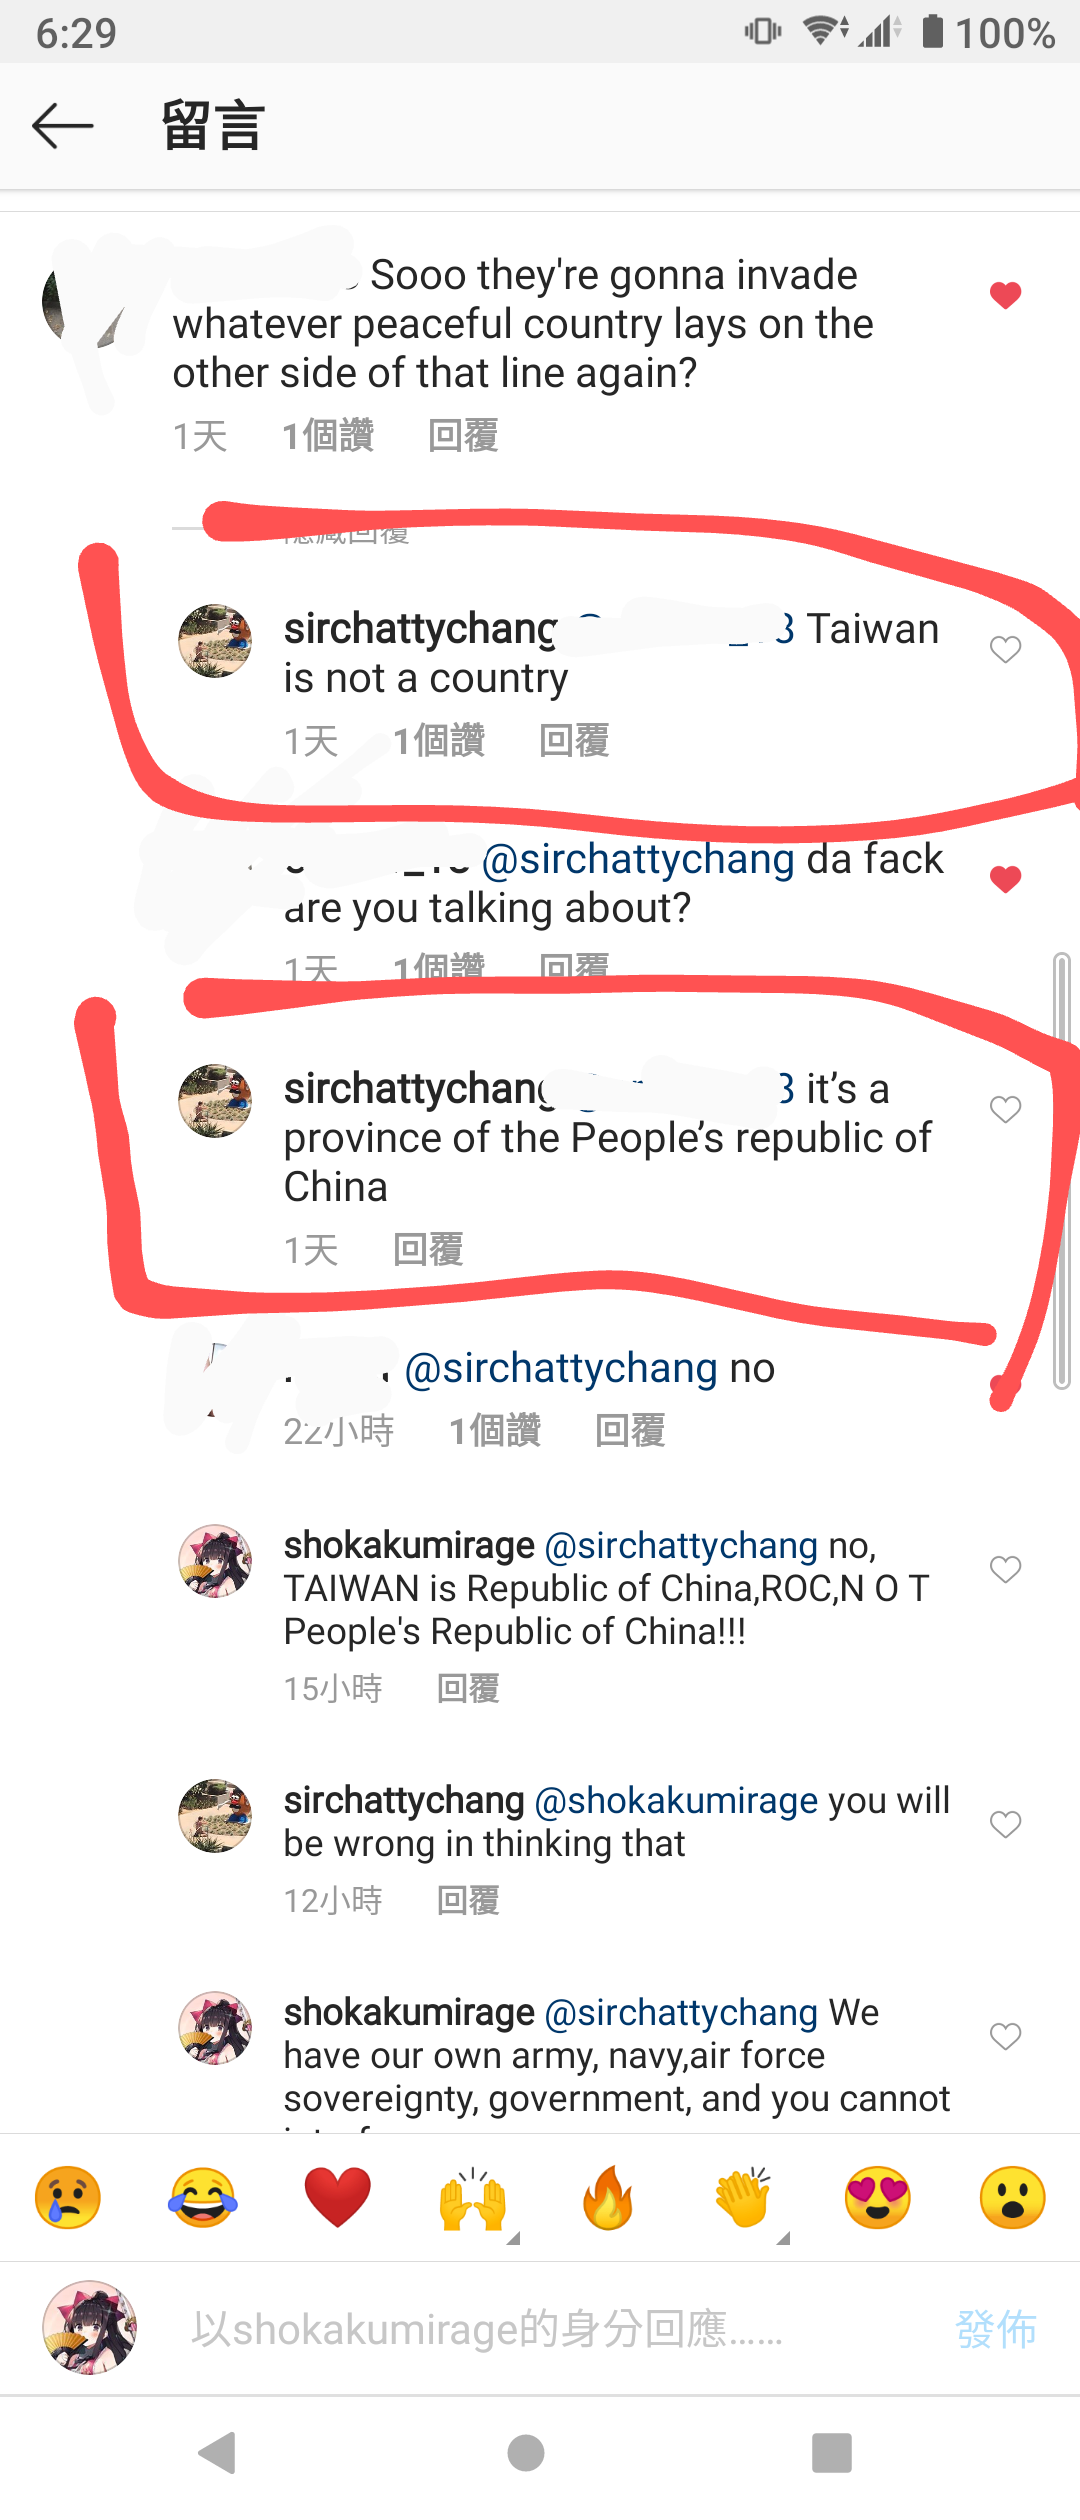 6:29
100%
留言
Sooo they're gonna invade
whatever peaceful country lays on the
other side of that line again?
1天 1個讚 回覆
隱藏回覆
sirchattychang Taiwan
is not a country
1天 1個讚 回覆
@sirchattychang da fack
are you talking about?
1天 1個讚 回覆
sirchattychang it’s a
province of the People’s republic of
China
1天 回覆
@sirchattychang no
22小時 1個讚 回覆
shokakumirage @sirchattychang no,
TAIWAN is Republic of China,ROC,N O T
People's Republic of China!!!
15小時 回覆
sirchattychang @shokakumirage you will
be wrong in thinking that
12小時 回覆
shokakumirage @sirchattychang We
have our own army, navy,air force
sovereignty, government, and you cannot
以shokakumirage的身分回應......
發佈